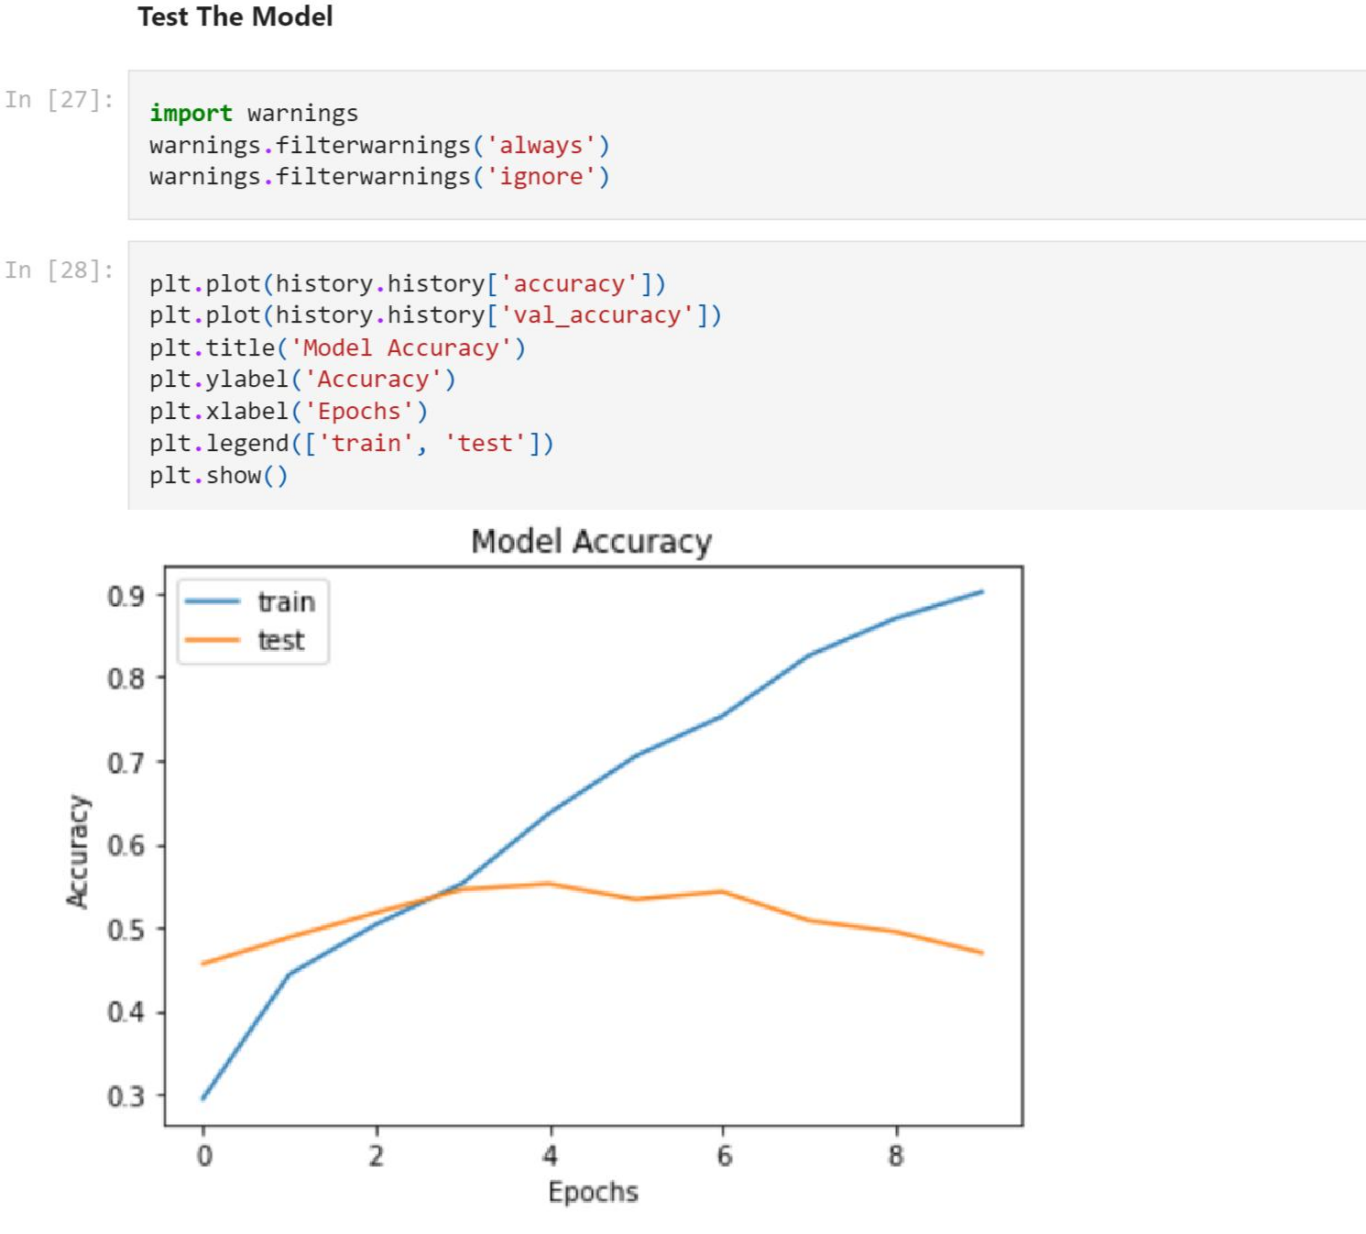 Test The Model
In [27]:
import warnings
warnings.filterwarnings('always')
warnings.filterwarnings('ignore')
In [28]:
plt.plot(history.history['accuracy'])
plt.plot(history.history['val_accuracy'])
plt.title('Model Accuracy')
plt.ylabel('Accuracy')
plt.xlabel('Epochs')
plt.legend(['train', 'test'])
plt.show()
Model Accuracy
train
test
0.9
0.8
0.7
0.6
0.5
0.4
0.3
Accuracy
0 2 4 6 8
Epochs